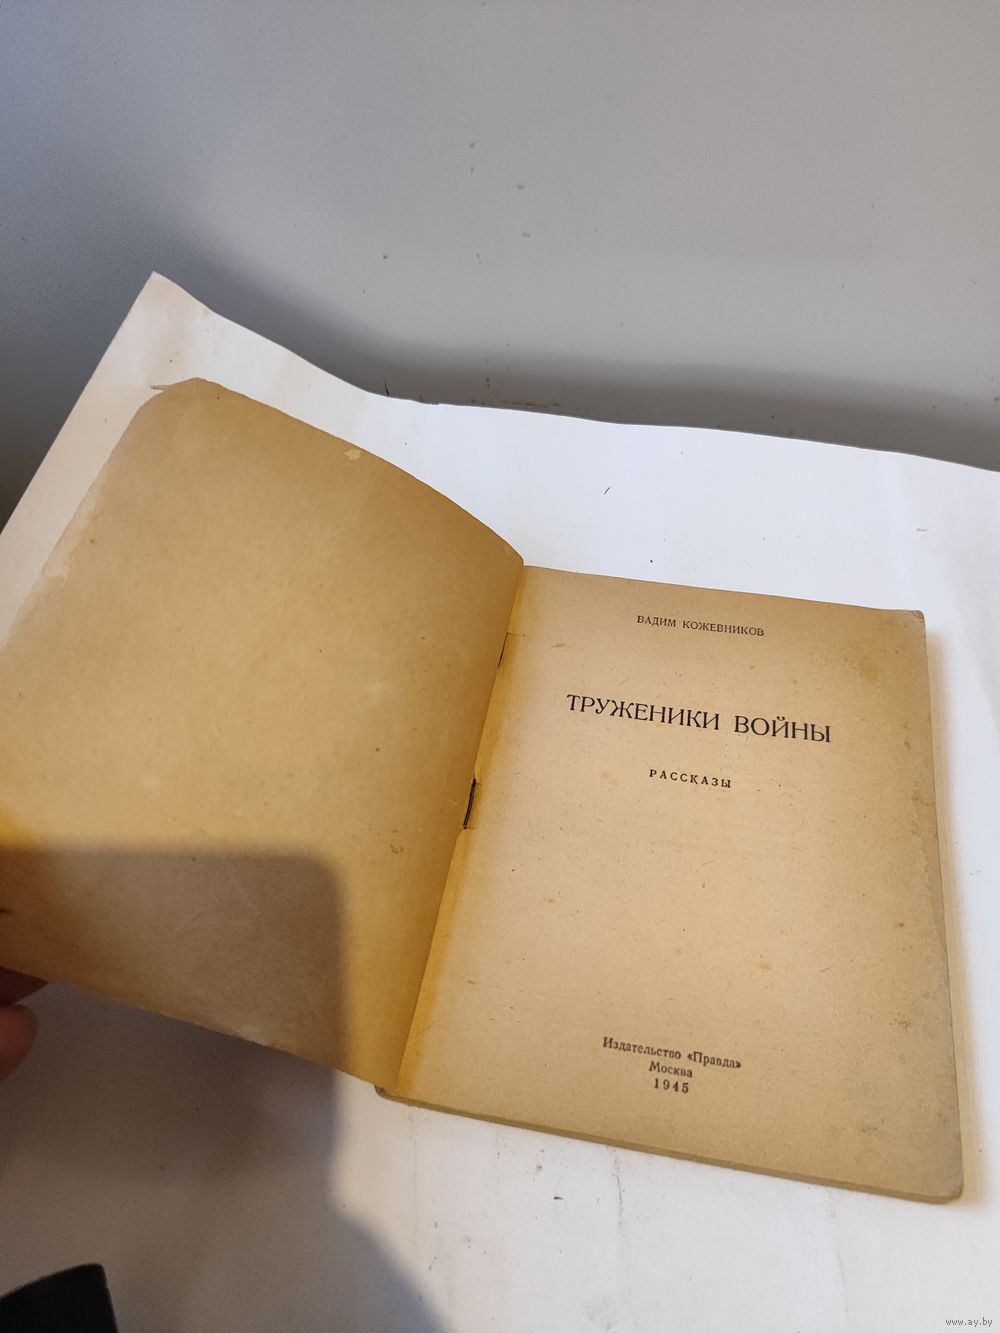 ВАДИМ КОЖЕВНИКОВ
ТРУЖЕНИКИ ВОЙНЫ
РАССКАЗЫ
Издательство «Правда»
Москва
1945
www.ay.by